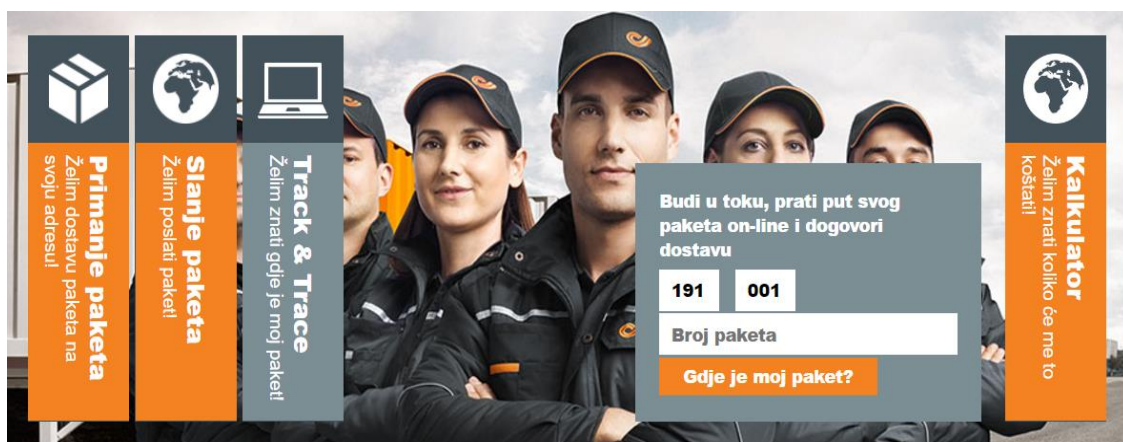 Primanje paketa
Želim dostavu paketa na
svoju adresu!
Slanje paketa
Želim poslati paket!
Track & Trace
Želim znati gdje je moj paket!
Budi u toku, prati put svog
paketa on-line i dogovori
dostavu
191 001
Broj paketa
Gdje je moj paket?
Kalkulator
Želim znati koliko će me to
koštati!